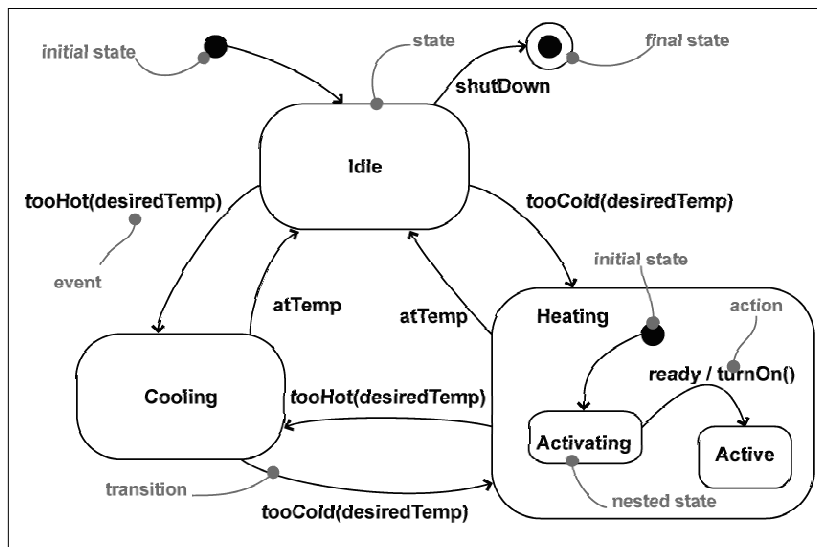 initial state
state
final state
shutDown
Idle
tooHot(desiredTemp)
tooCold(desiredTemp)
event
initial state
atTemp
atTemp
Heating
action
ready / turnOn()
Cooling
tooHot(desiredTemp)
Activating
Active
transition
nested state
tooCold(desiredTemp)